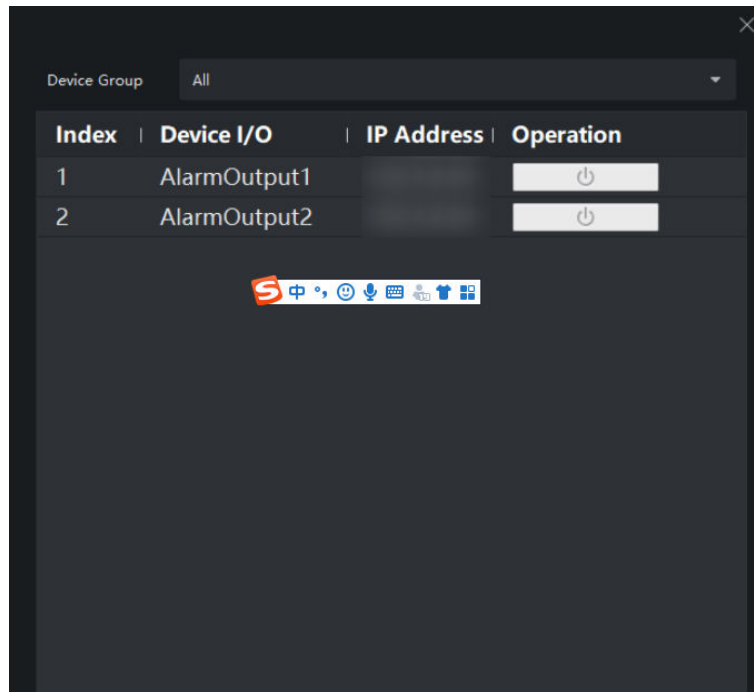 Device Group All
Index Device I/O IP Address Operation
1 AlarmOutput1
2 AlarmOutput2
S 中 °，